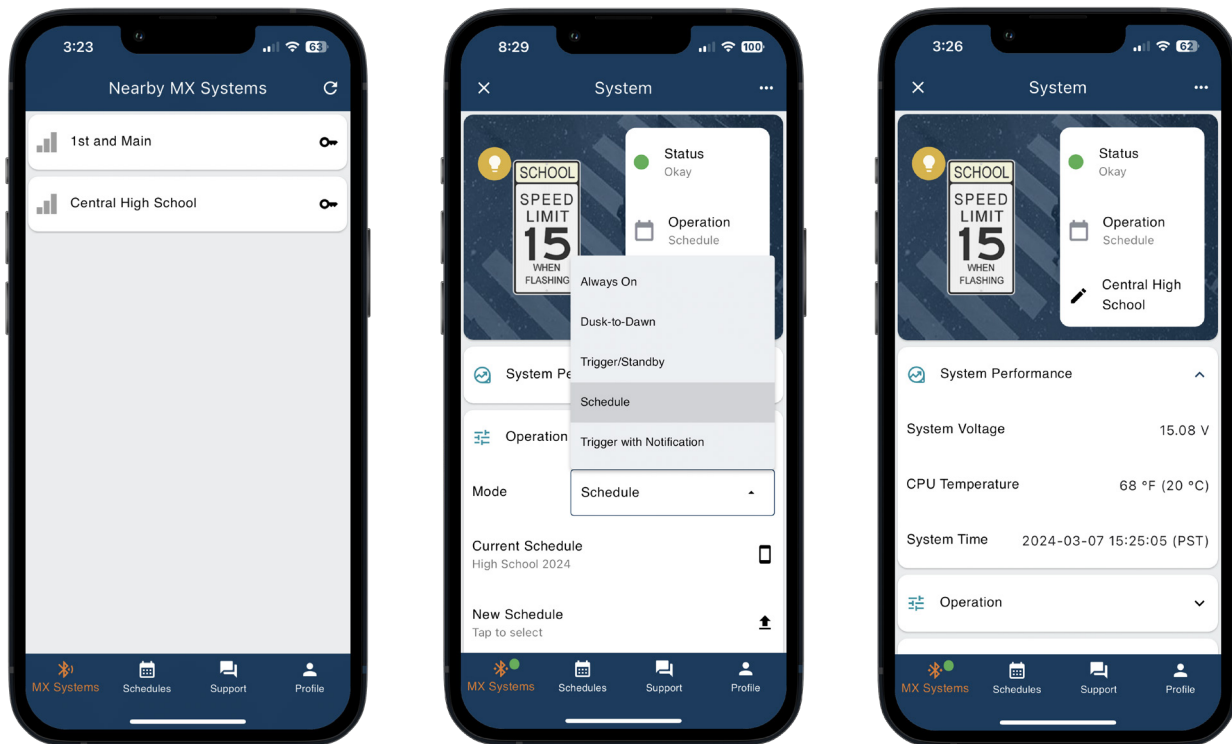 3:23
63
Nearby MX Systems
1st and Main
Central High School
MX Systems
Schedules
Support
Profile
8:29
100
System
SCHOOL
SPEED
LIMIT
15
WHEN
FLASHING
Status
Okay
Operation
Schedule
Always On
Dusk-to-Dawn
Trigger/Standby
Schedule
Trigger with Notification
System Pe
Operation
Mode
Schedule
Current Schedule
High School 2024
New Schedule
Tap to select
MX Systems
Schedules
Support
Profile
3:26
62
System
SCHOOL
SPEED
LIMIT
15
WHEN
FLASHING
Status
Okay
Operation
Schedule
Central High
School
System Performance
System Voltage 15.08 V
CPU Temperature 68 °F (20 °C)
System Time 2024-03-07 15:25:05 (PST)
Operation
MX Systems
Schedules
Support
Profile